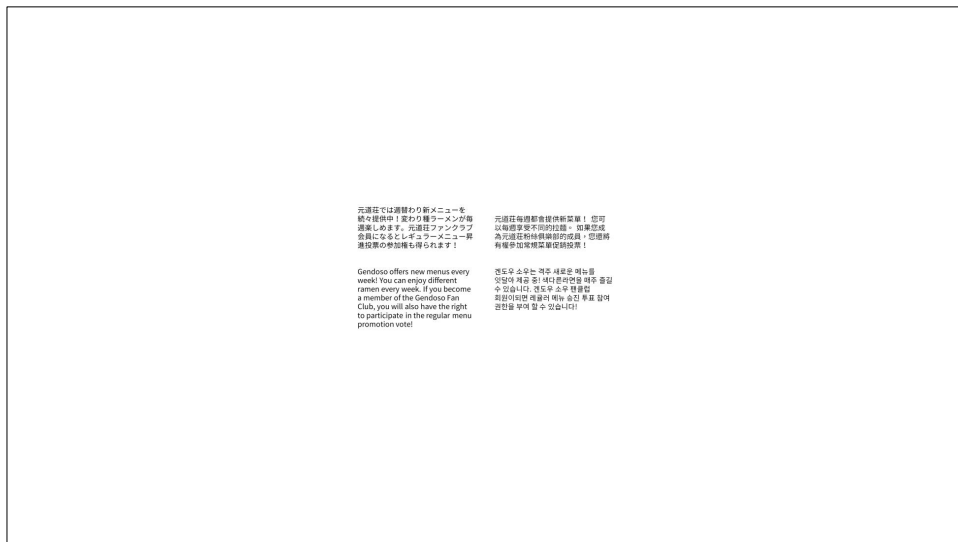 元道荘では週替わり新メニューを
続々提供中！変わり種ラーメンが毎
週楽しめます。元道荘ファンクラブ
会員になるとレギュラーメニュー昇
進投票の参加権も得られます！
元道莊每週都會提供新菜單！ 您可
以每週享受不同的拉麵。 如果您成
為元道莊粉絲俱樂部的成員，您還將
有權參加常規菜單促銷投票！
Gendoso offers new menus every
week! You can enjoy different
ramen every week. If you become
a member of the Gendoso Fan
Club, you will also have the right
to participate in the regular menu
promotion vote!
겐도우 소우는 격주 새로운 메뉴를
잇달아 제공 중! 색다른라면을 매주 즐길
수 있습니다. 겐도우 소우 팬클럽
회원이되면 레귤러 메뉴 승진 투표 참여
권한을 부여 할 수 있습니다!